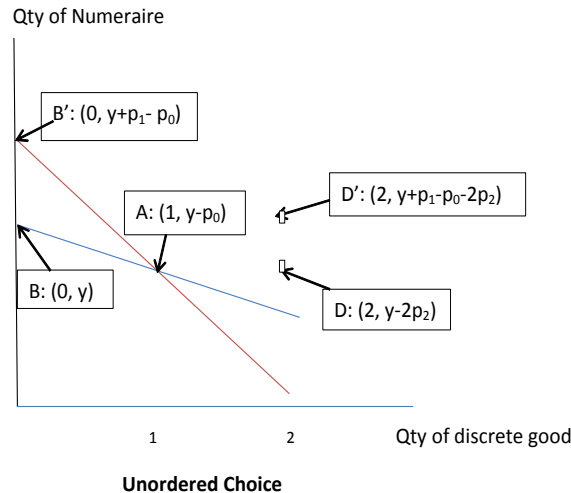 Qty of Numeraire
B’: (0, y+p₁- p₀)
A: (1, y-p₀)
D’: (2, y+p₁-p₀-2p₂)
B: (0, y)
D: (2, y-2p₂)
1
2
Qty of discrete good
Unordered Choice